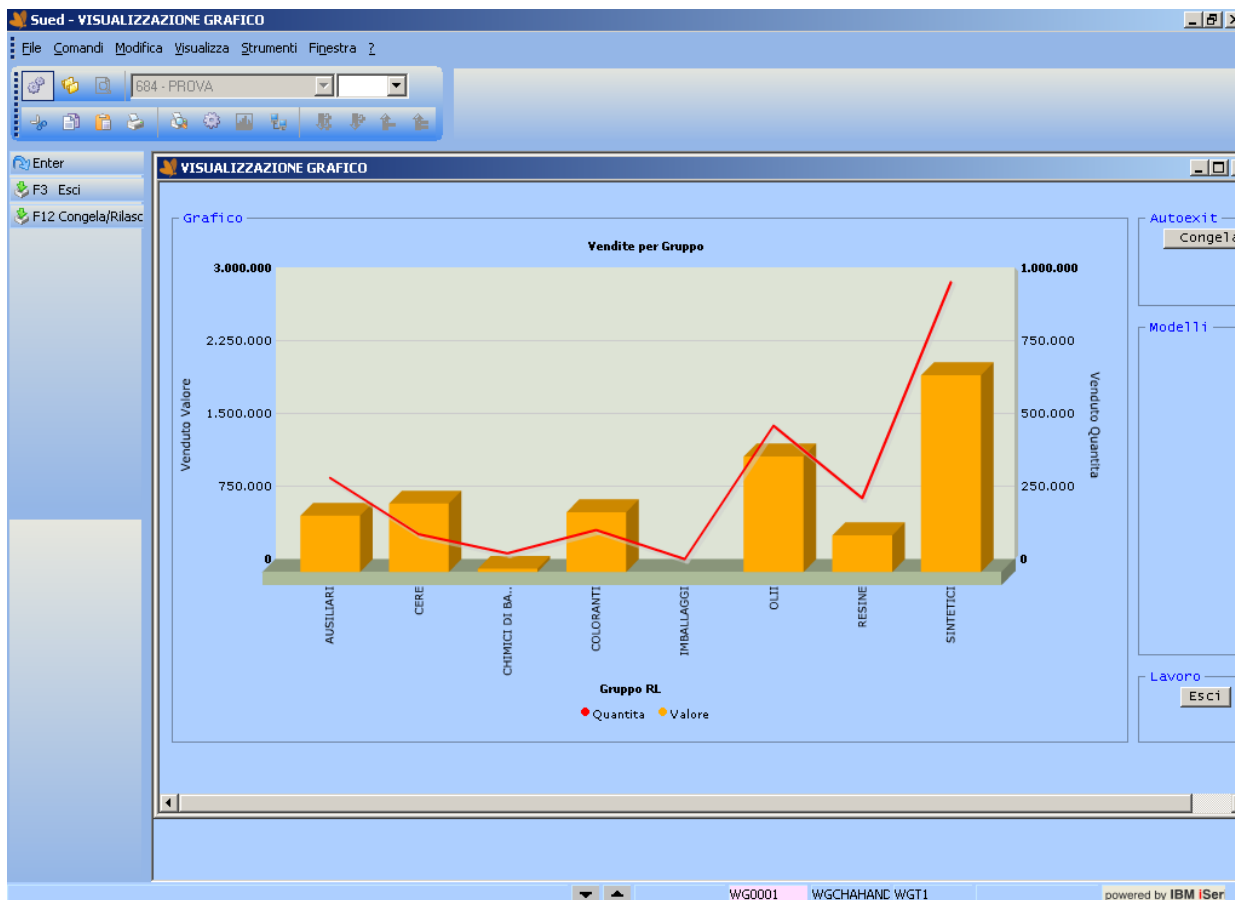 Sued - VISUALIZZAZIONE GRAFICO
File Comandi Modifica Visualizza Strumenti Finestra ?
684 - PROVA
Enter
F3 Esci
F12 Congela/Rilasc
VISUALIZZAZIONE GRAFICO
Grafico
Vendite per Gruppo
3.000.000
2.250.000
1.500.000
750.000
0
Venduto Valore
1.000.000
750.000
500.000
250.000
0
Venduto Quantita
AUSILIARI
CERE
CHIMICI DI BA..
COLORANTI
IMBALLAGGI
OLII
RESINE
SINTETICI
Gruppo RL
Quantita Valore
Autoexit
Congela
Modelli
Lavoro
Esci
WG0001 WGCHAHAND WGT1
powered by IBM iSer